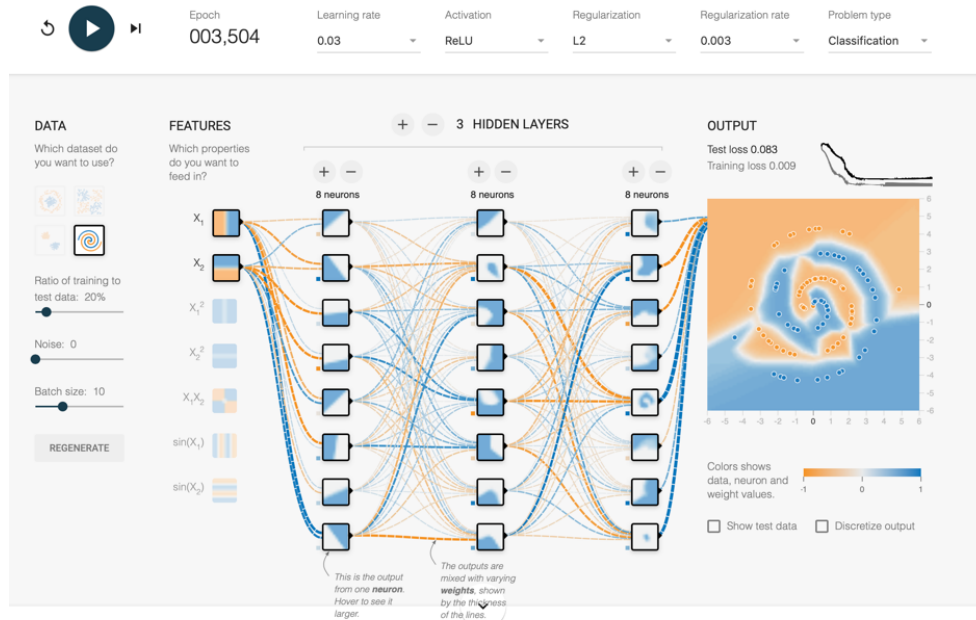 Epoch
003,504
Learning rate
0.03
Activation
ReLU
Regularization
L2
Regularization rate
0.003
Problem type
Classification
DATA
Which dataset do
you want to use?
Ratio of training to
test data: 20%
Noise: 0
Batch size: 10
REGENERATE
FEATURES
Which properties
do you want to
feed in?
X₁
X₂
X₁²
X₂²
X₁X₂
sin(X₁)
sin(X₂)
+ − 3 HIDDEN LAYERS
+ −
8 neurons
+ −
8 neurons
+ −
8 neurons
This is the output
from one neuron.
Hover to see it
larger.
The outputs are
mixed with varying
weights, shown
by the thickness
of the lines.
OUTPUT
Test loss 0.083
Training loss 0.009
6
5
4
3
2
1
0
-1
-2
-3
-4
-5
-6
-6 -5 -4 -3 -2 -1 0 1 2 3 4 5 6
Colors shows
data, neuron and
weight values.
-1 0 1
Show test data
Discretize output